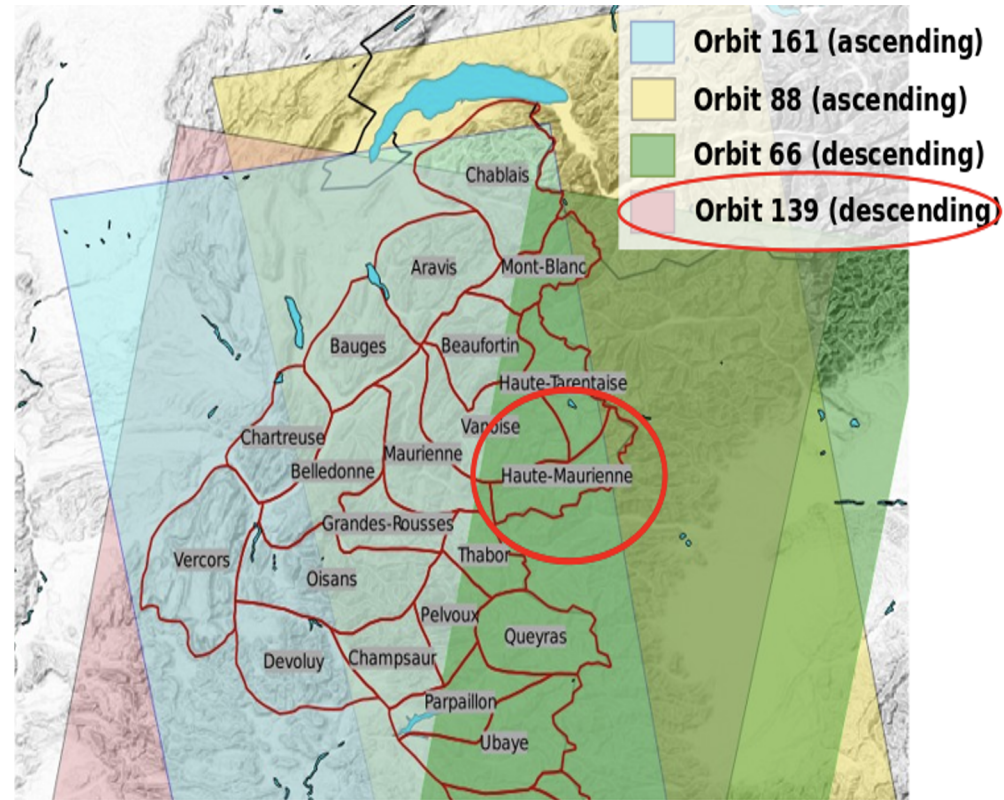 Orbit 161 (ascending)
Orbit 88 (ascending)
Orbit 66 (descending)
Orbit 139 (descending)
Chablais
Aravis
Mont-Blanc
Bauges
Beaufortin
Haute-Tarentaise
Vanoise
Chartreuse
Maurienne
Belledonne
Haute-Maurienne
Grandes-Rousses
Vercors
Thabor
Oisans
Pelvoux
Queyras
Devoluy
Champsaur
Parpaillon
Ubaye